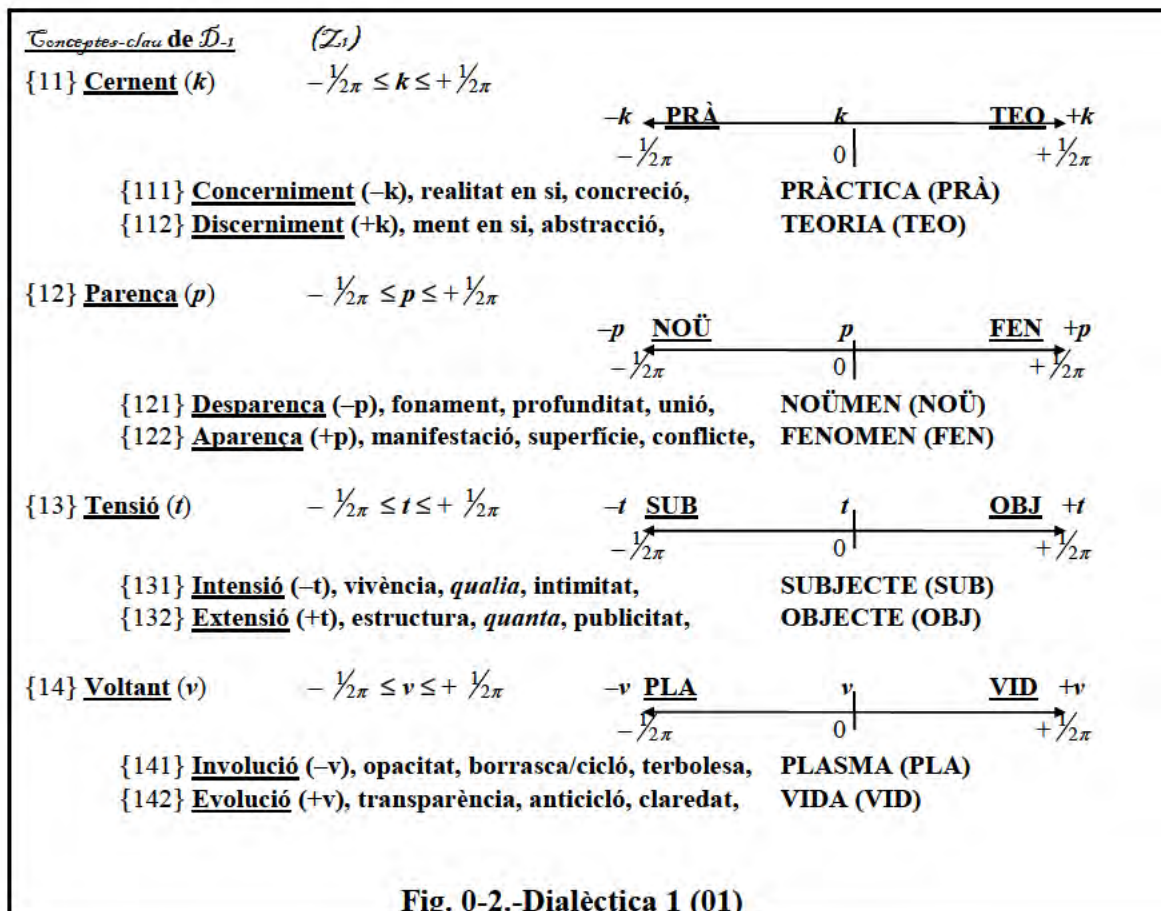 Conceptes-clau de Đ-1 (Z1)
{11} Cernent (k) – ½π ≤ k ≤ + ½π
–k PRÀ k TEO +k
– ½π 0 + ½π
{111} Concerniment (–k), realitat en si, concreció, PRÀCTICA (PRÀ)
{112} Discerniment (+k), ment en si, abstracció, TEORIA (TEO)
{12} Parença (p) – ½π ≤ p ≤ + ½π
–p NOÜ p FEN +p
– ½π 0 + ½π
{121} Desparença (–p), fonament, profunditat, unió, NOÜMEN (NOÜ)
{122} Aparença (+p), manifestació, superfície, conflicte, FENOMEN (FEN)
{13} Tensió (t) – ½π ≤ t ≤ + ½π –t SUB t OBJ +t
– ½π 0 + ½π
{131} Intensió (–t), vivència, qualia, intimitat, SUBJECTE (SUB)
{132} Extensió (+t), estructura, quanta, publicitat, OBJECTE (OBJ)
{14} Voltant (v) – ½π ≤ v ≤ + ½π –v PLA v VID +v
– ½π 0 + ½π
{141} Involució (–v), opacitat, borrasca/cicló, terbolesa, PLASMA (PLA)
{142} Evolució (+v), transparència, anticicló, claredat, VIDA (VID)
Fig. 0-2.-Dialèctica 1 (01)